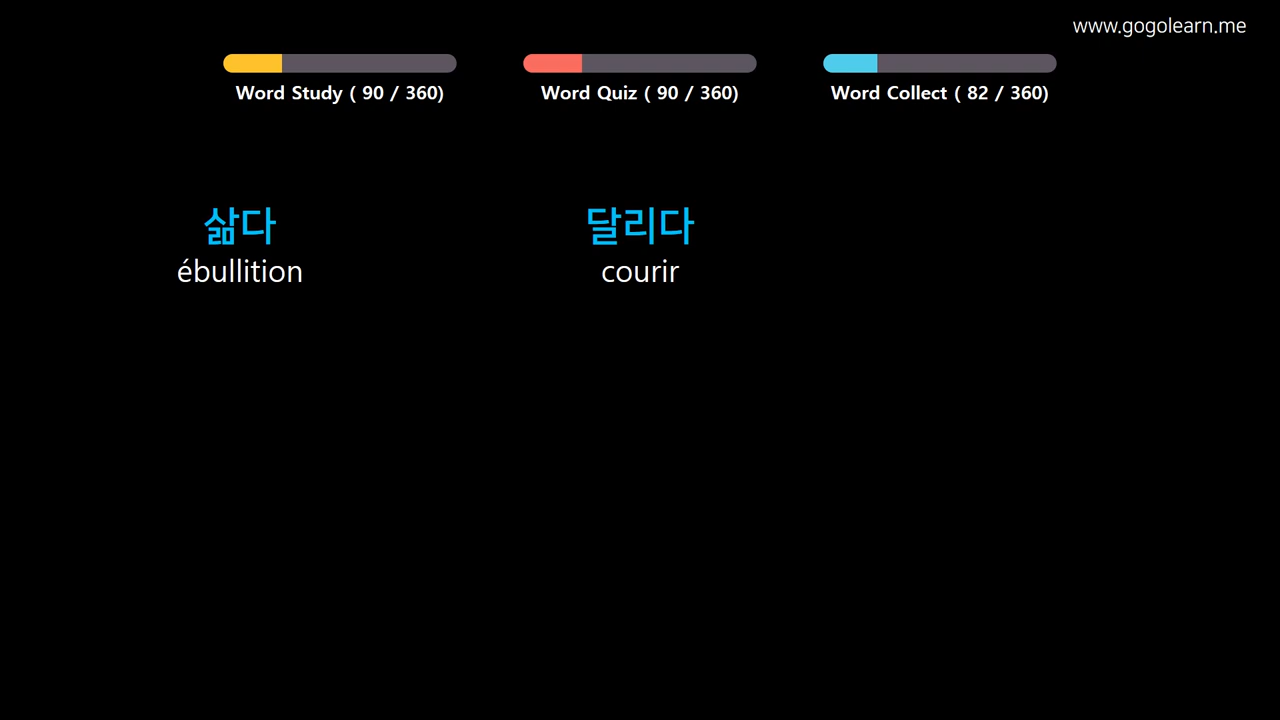 www.gogolearn.me
Word Study ( 90 / 360)
Word Quiz ( 90 / 360)
Word Collect ( 82 / 360)
삶다
ébullition
달리다
courir